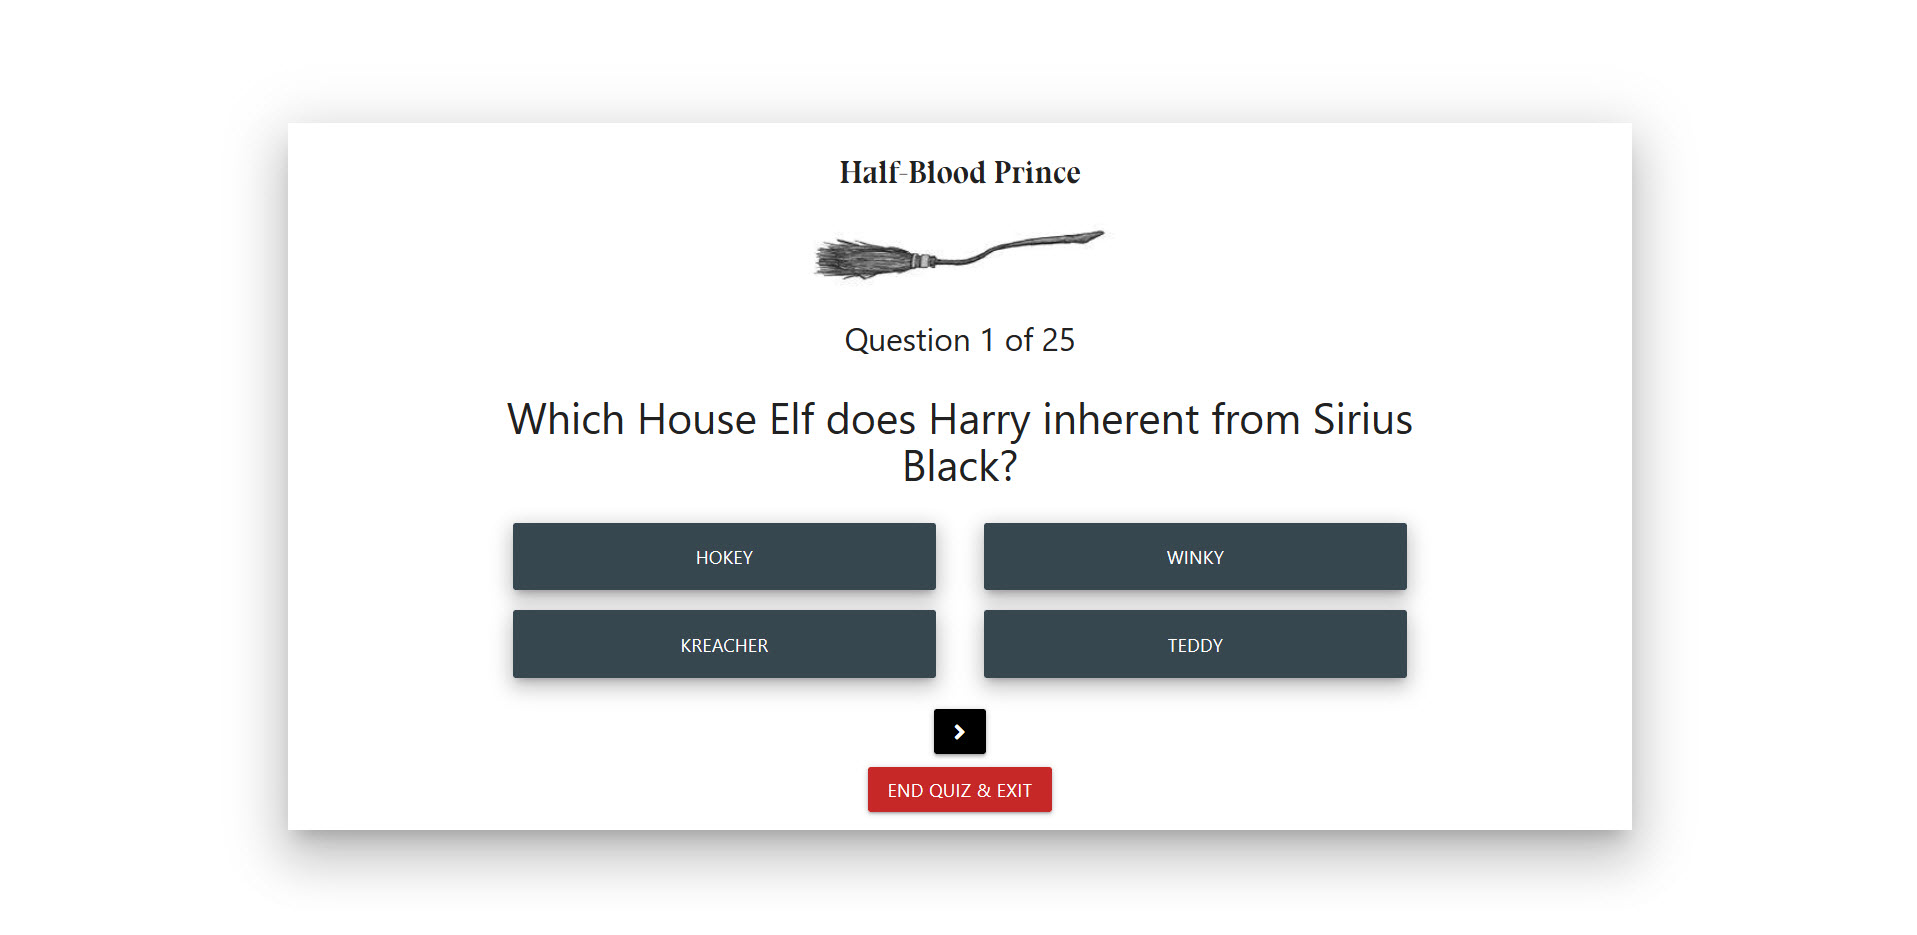 Half-Blood Prince
Question 1 of 25
Which House Elf does Harry inherent from Sirius
Black?
HOKEY
WINKY
KREACHER
TEDDY
END QUIZ & EXIT